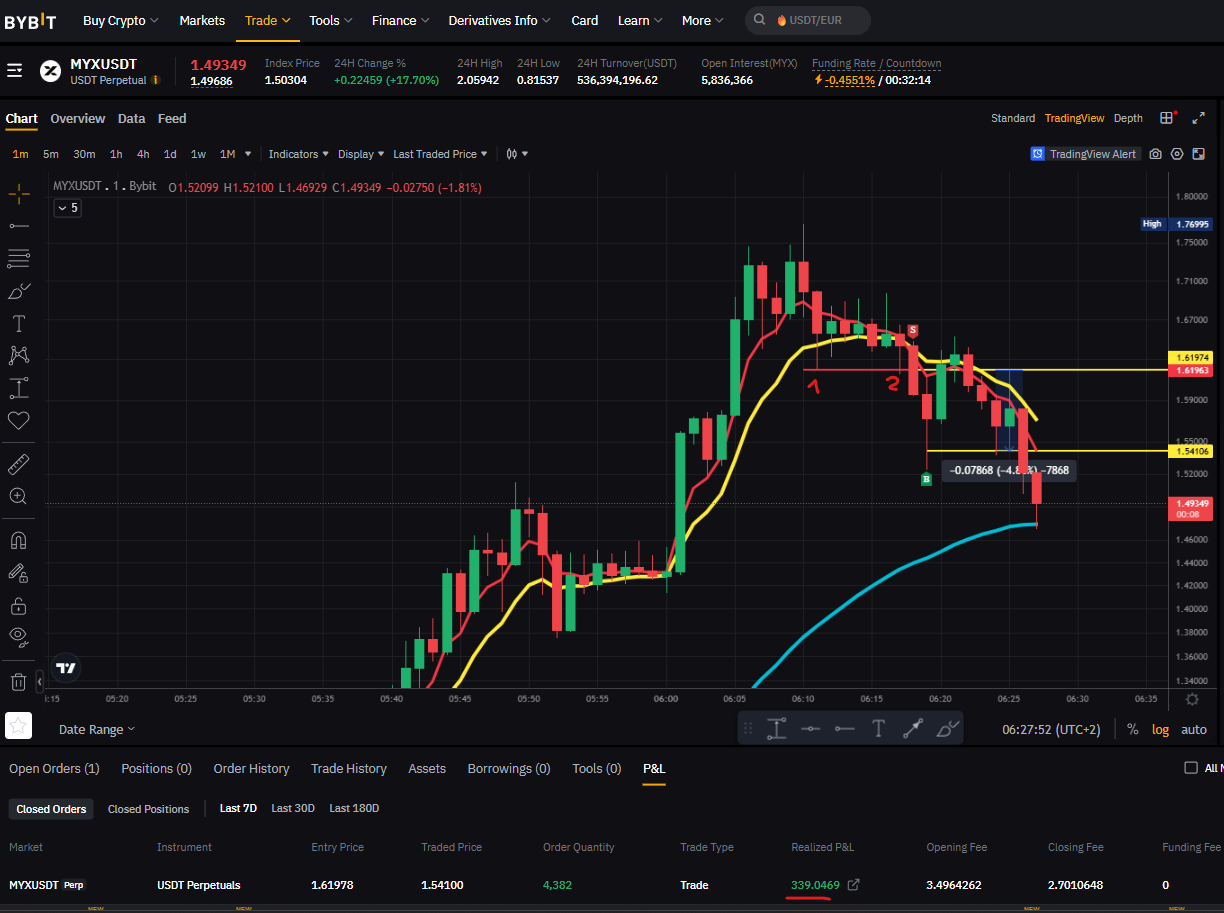 BYBIT Buy Crypto Markets Trade Tools Finance Derivatives Info Card Learn More USDT/EUR
MYXUSDT
USDT Perpetual
1.49349
1.49686
Index Price
1.50304
24H Change %
+0.22459 (+17.70%)
24H High
2.05942
24H Low
0.81537
24H Turnover(USDT)
536,394,196.62
Open Interest(MYX)
5,836,366
Funding Rate / Countdown
-0.4551% / 00:32:14
Chart Overview Data Feed
Standard TradingView Depth
1m 5m 30m 1h 4h 1d 1w 1M Indicators Display Last Traded Price
TradingView Alert
MYXUSDT · 1 · Bybit O1.52099 H1.52100 L1.46929 C1.49349 −0.02750 (−1.81%)
5
1.80000
High 1.76995
1.75000
1.71000
1.67000
S
1.61974
1.61963
1 2
1.59000
1.55000
1.54106
1.52000
B
1.49349
00:08
1.46000
1.44000
1.42000
1.40000
1.38000
1.36000
1.34000
:15 05:20 05:25 05:30 05:35 05:40 05:45 05:50 05:55 06:00 06:05 06:10 06:15 06:20 06:25 06:30 06:35
Date Range
T
06:27:52 (UTC+2) % log auto
Open Orders (1) Positions (0) Order History Trade History Assets Borrowings (0) Tools (0) P&L
Closed Orders Closed Positions Last 7D Last 30D Last 180D
Market Instrument Entry Price Traded Price Order Quantity Trade Type Realized P&L Opening Fee Closing Fee Funding Fee
MYXUSDT Perp USDT Perpetuals 1.61978 1.54100 4,382 Trade 339.0469 3.4964262 2.7010648 0